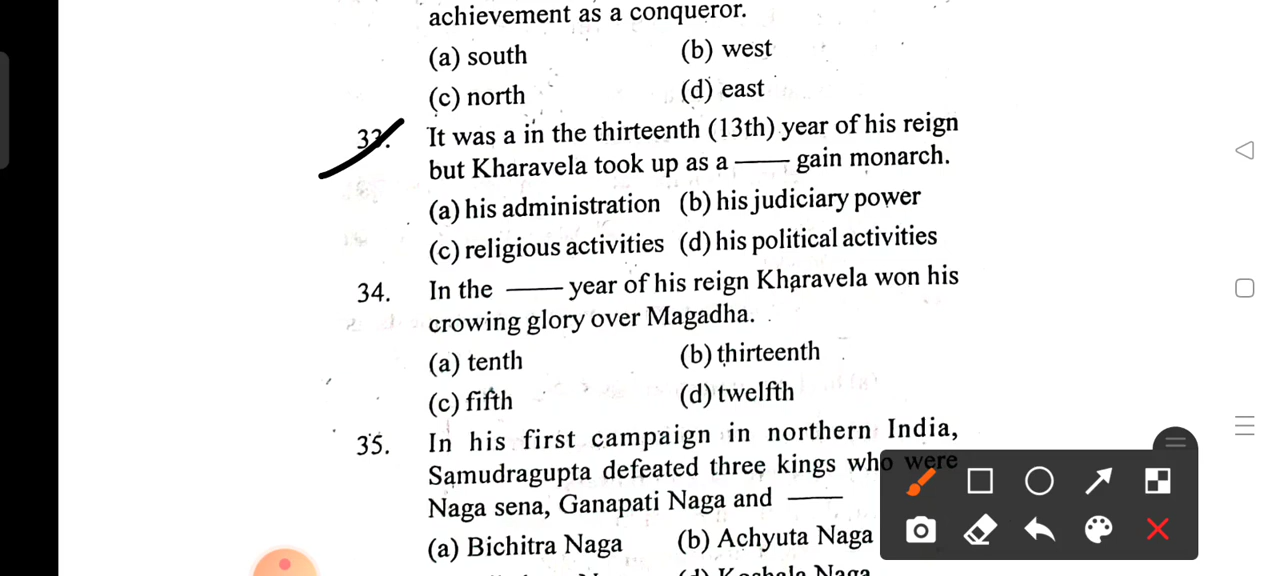 achievement as a conqueror.
(a) south (b) west
(c) north (d) east
33. It was a in the thirteenth (13th) year of his reign
but Kharavela took up as a —— gain monarch.
(a) his administration (b) his judiciary power
(c) religious activities (d) his political activities
34. In the —— year of his reign Kharavela won his
crowing glory over Magadha.
(a) tenth (b) thirteenth
(c) fifth (d) twelfth
35. In his first campaign in northern India,
Samudragupta defeated three kings who were
Naga sena, Ganapati Naga and ——
(a) Bichitra Naga (b) Achyuta Naga
(d) Koshala Naga